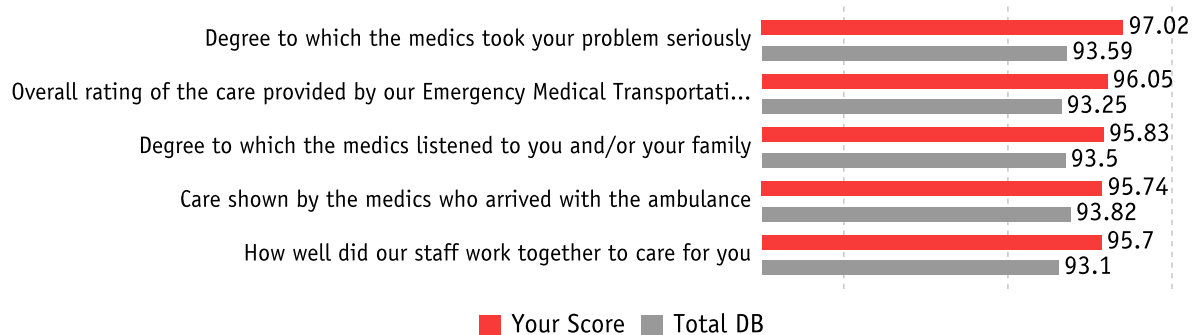 Degree to which the medics took your problem seriously
97.02
93.59
Overall rating of the care provided by our Emergency Medical Transportati...
96.05
93.25
Degree to which the medics listened to you and/or your family
95.83
93.5
Care shown by the medics who arrived with the ambulance
95.74
93.82
How well did our staff work together to care for you
95.7
93.1
Your Score Total DB